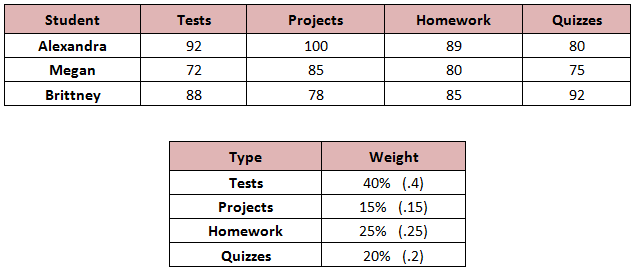 Student Tests Projects Homework Quizzes
Alexandra 92 100 89 80
Megan 72 85 80 75
Brittney 88 78 85 92
Type Weight
Tests 40% (.4)
Projects 15% (.15)
Homework 25% (.25)
Quizzes 20% (.2)